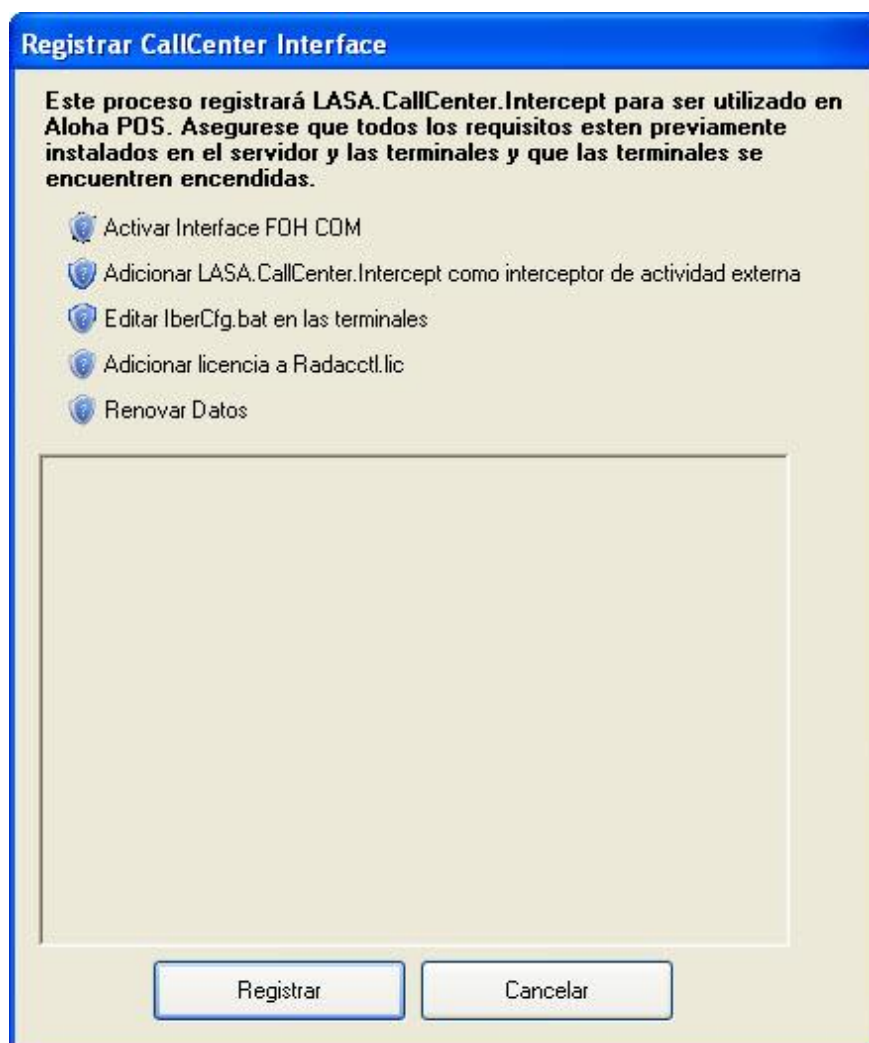 Registrar CallCenter Interface
Este proceso registrará LASA.CallCenter.Intercept para ser utilizado en
Aloha POS. Asegurese que todos los requisitos esten previamente
instalados en el servidor y las terminales y que las terminales se
encuentren encendidas.
Activar Interface FOH COM
Adicionar LASA.CallCenter.Intercept como interceptor de actividad externa
Editar IberCfg.bat en las terminales
Adicionar licencia a Radacctl.lic
Renovar Datos
Registrar
Cancelar